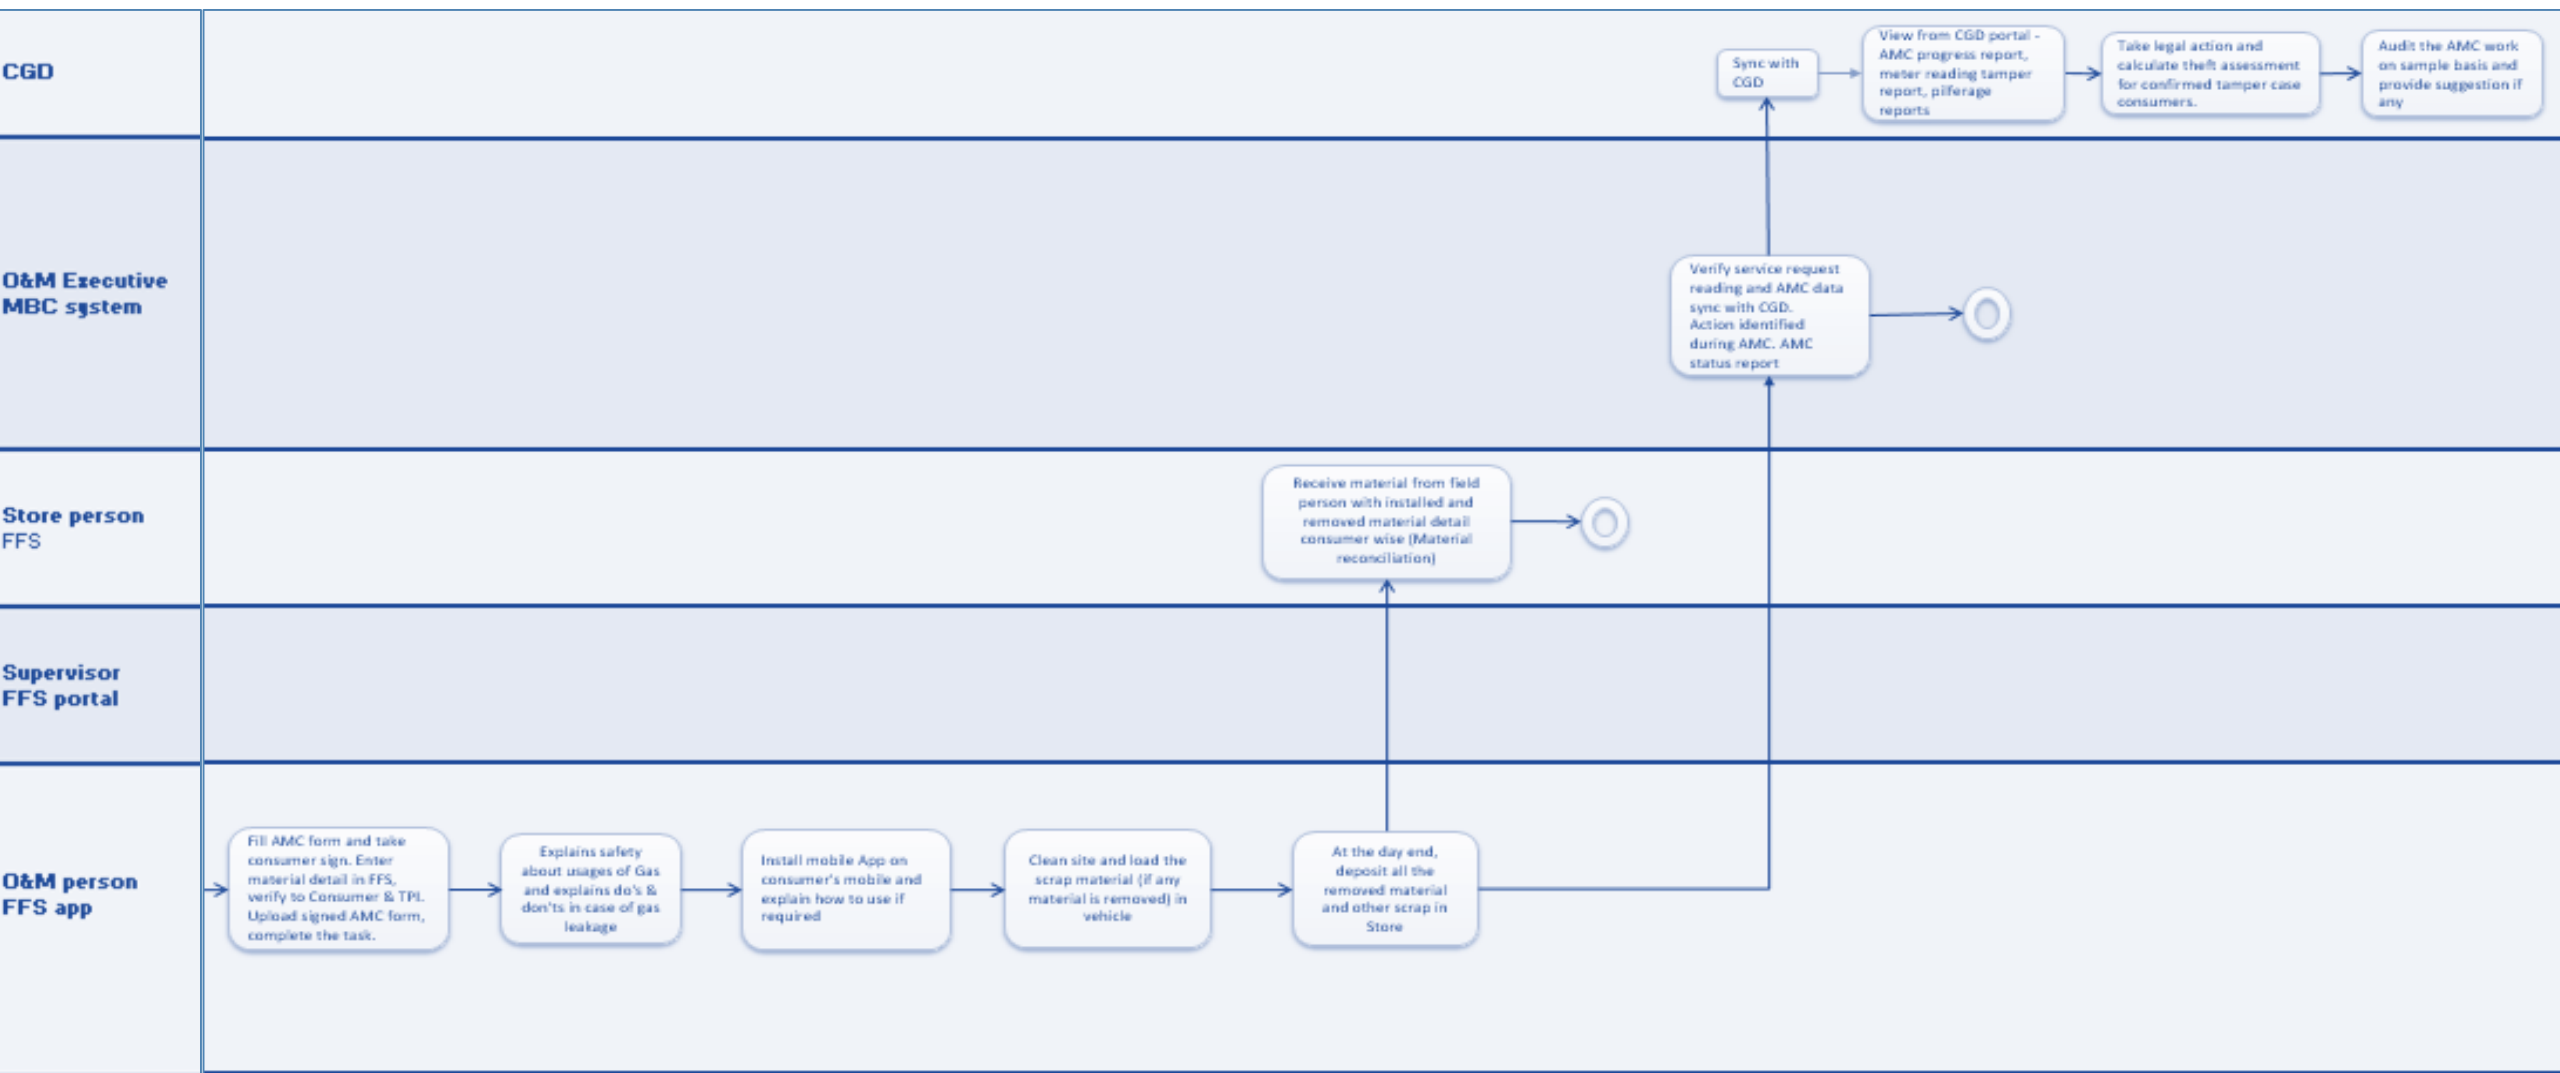 CGD
Sync with
CGD
View from CGD portal -
AMC progress report,
meter reading tamper
report, pilferage
reports
Take legal action and
calculate theft assessment
for confirmed tamper case
consumers.
Audit the AMC work
on sample basis and
provide suggestion if
any
O&M Executive
MBC system
Verify service request
reading and AMC data
sync with CGD.
Action identified
during AMC. AMC
status report
Store person
FFS
Receive material from field
person with installed and
removed material detail
consumer wise (Material
reconciliation)
Supervisor
FFS portal
O&M person
FFS app
Fill AMC form and take
consumer sign. Enter
material detail in FFS,
verify to Consumer & TPI.
Upload signed AMC form,
complete the task.
Explains safety
about usages of Gas
and explains do's &
don'ts in case of gas
leakage
Install mobile App on
consumer's mobile and
explain how to use if
required
Clean site and load the
scrap material (if any
material is removed) in
vehicle
At the day end,
deposit all the
removed material
and other scrap in
Store